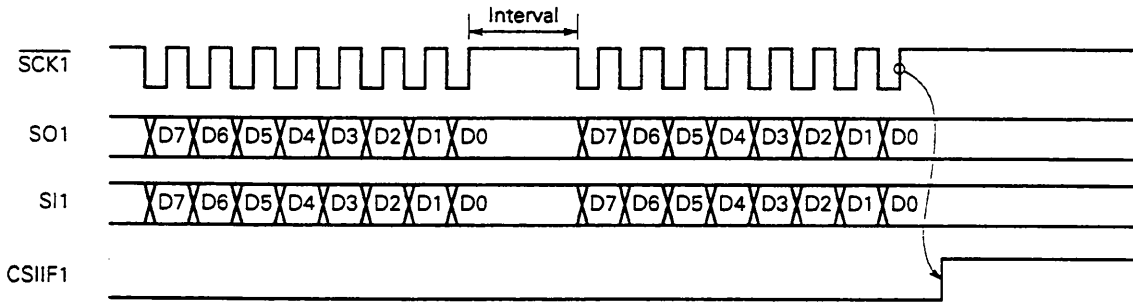 Interval
SCK1
SO1 D7 D6 D5 D4 D3 D2 D1 D0 D7 D6 D5 D4 D3 D2 D1 D0
SI1 D7 D6 D5 D4 D3 D2 D1 D0 D7 D6 D5 D4 D3 D2 D1 D0
CSIIF1